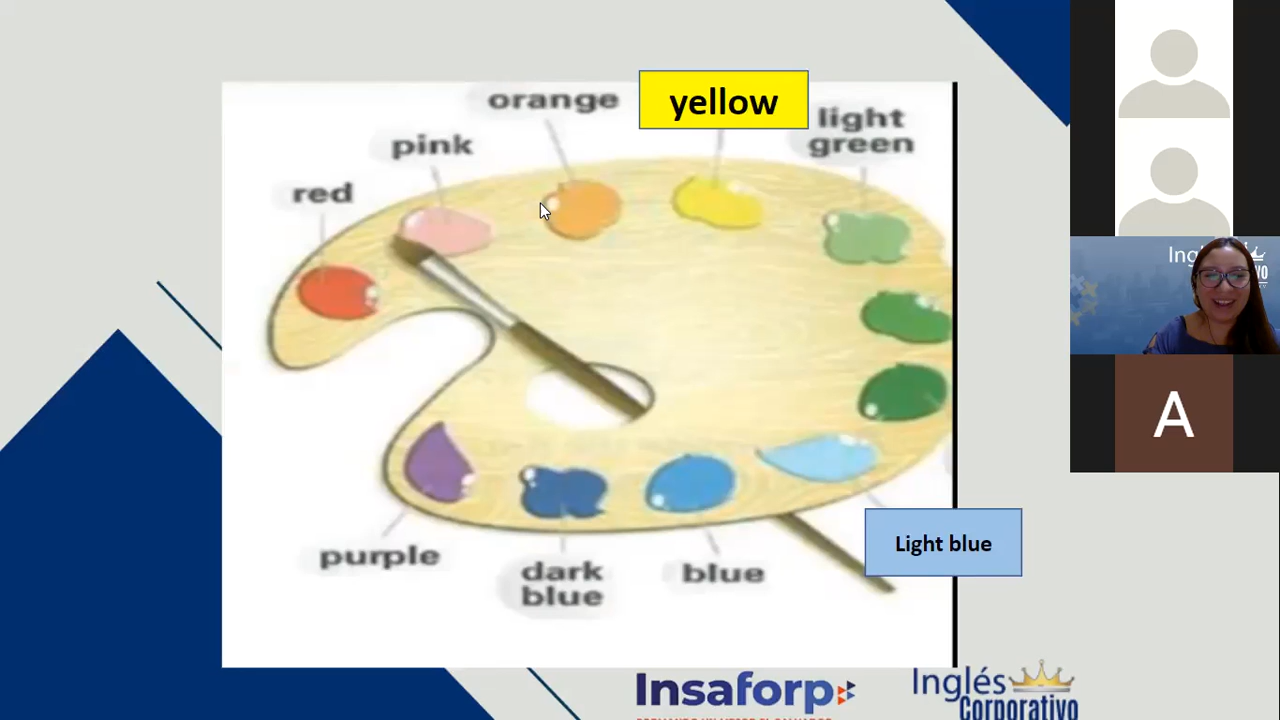 orange
yellow
light
green
pink
red
purple
dark
blue
blue
Light blue
Insaforp
Inglés
Corporativo
A